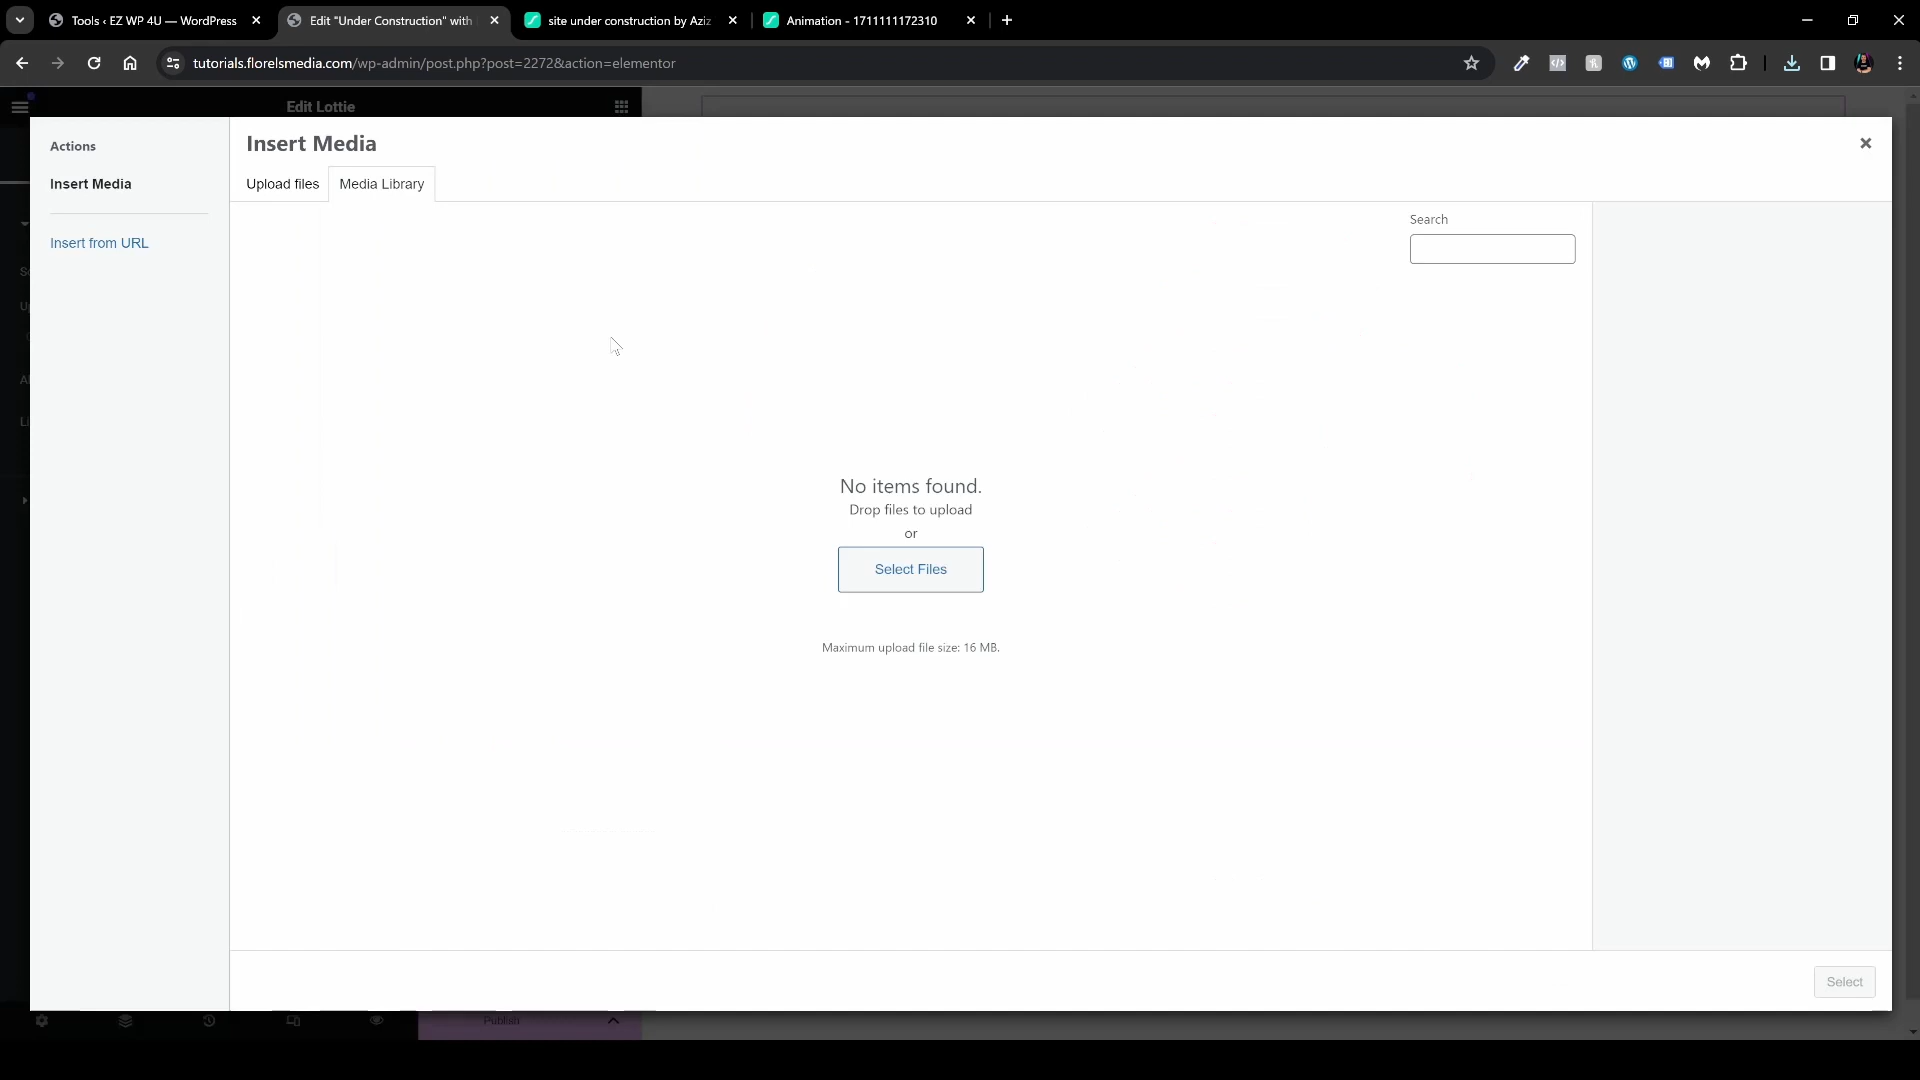 Tools ‹ EZ WP 4U — WordPress
Edit "Under Construction" with
site under construction by Aziz
Animation - 1711111172310
tutorials.florelsmedia.com/wp-admin/post.php?post=2272&action=elementor
Edit Lottie
Actions
Insert Media
Insert from URL
Insert Media
Upload files
Media Library
Search
No items found.
Drop files to upload
or
Select Files
Maximum upload file size: 16 MB.
Select
Publish